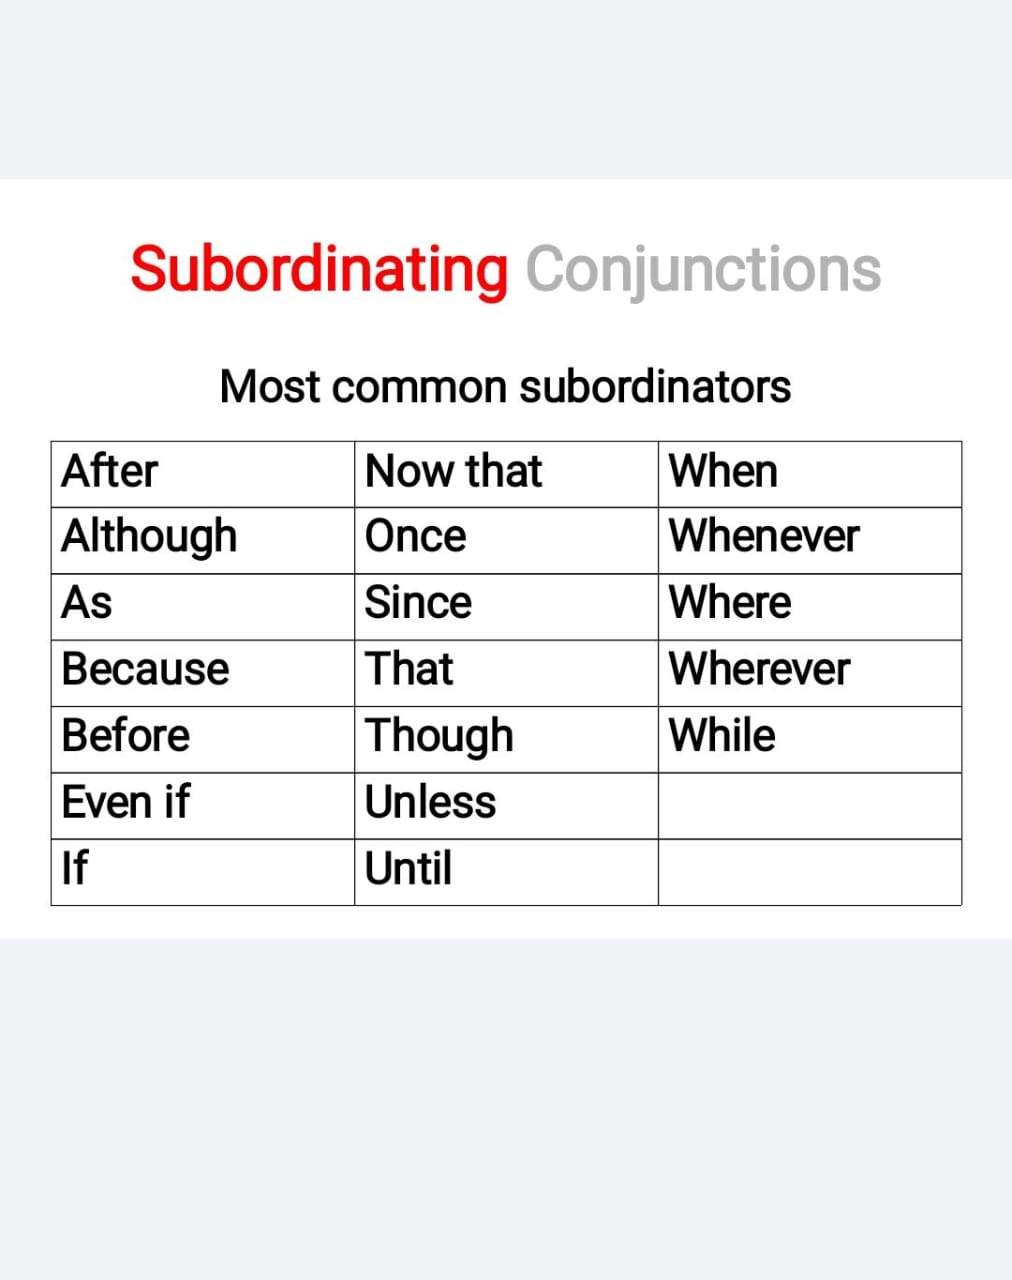 Subordinating Conjunctions
Most common subordinators
After Now that When
Although Once Whenever
As Since Where
Because That Wherever
Before Though While
Even if Unless
If Until